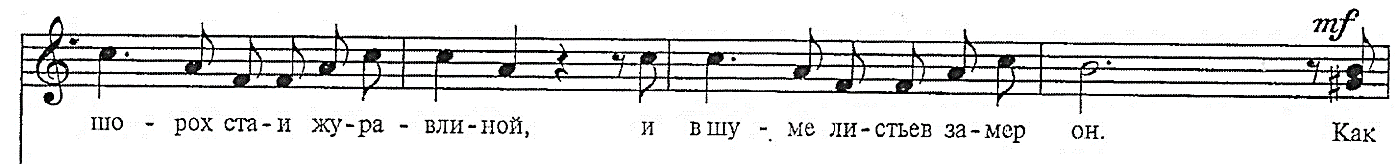 mf
шо - рох ста - и жу - ра - вли - ной, и в шу - ме ли - стьев за - мер он. Как